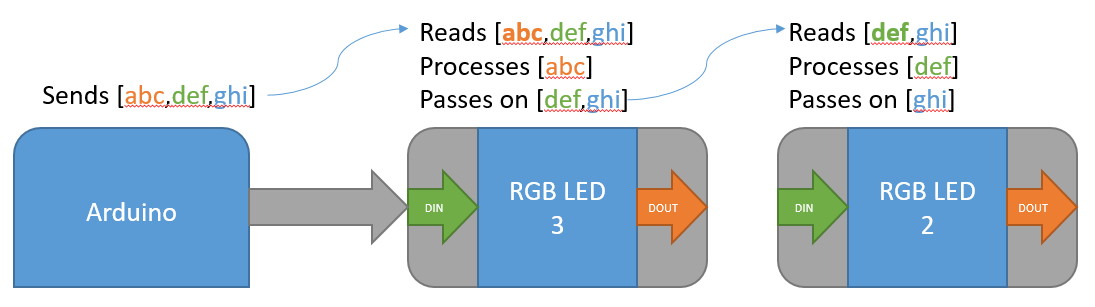 Sends [abc,def,ghi]
Reads [abc,def,ghi]
Processes [abc]
Passes on [def,ghi]
Reads [def,ghi]
Processes [def]
Passes on [ghi]
Arduino
DIN
RGB LED
3
DOUT
DIN
RGB LED
2
DOUT